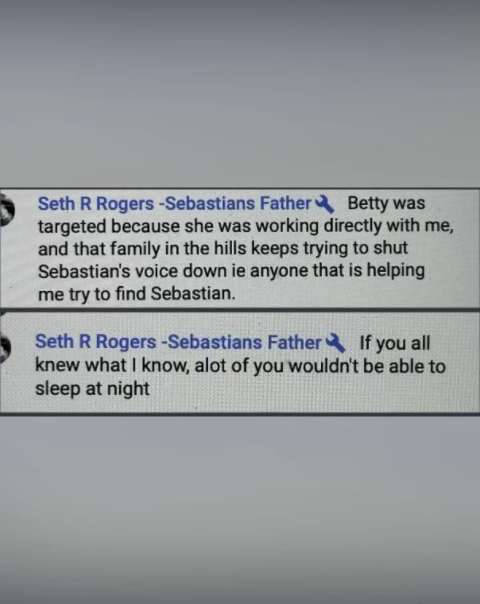 Seth R Rogers -Sebastians Father Betty was
targeted because she was working directly with me,
and that family in the hills keeps trying to shut
Sebastian's voice down ie anyone that is helping
me try to find Sebastian.
Seth R Rogers -Sebastians Father If you all
knew what I know, alot of you wouldn't be able to
sleep at night